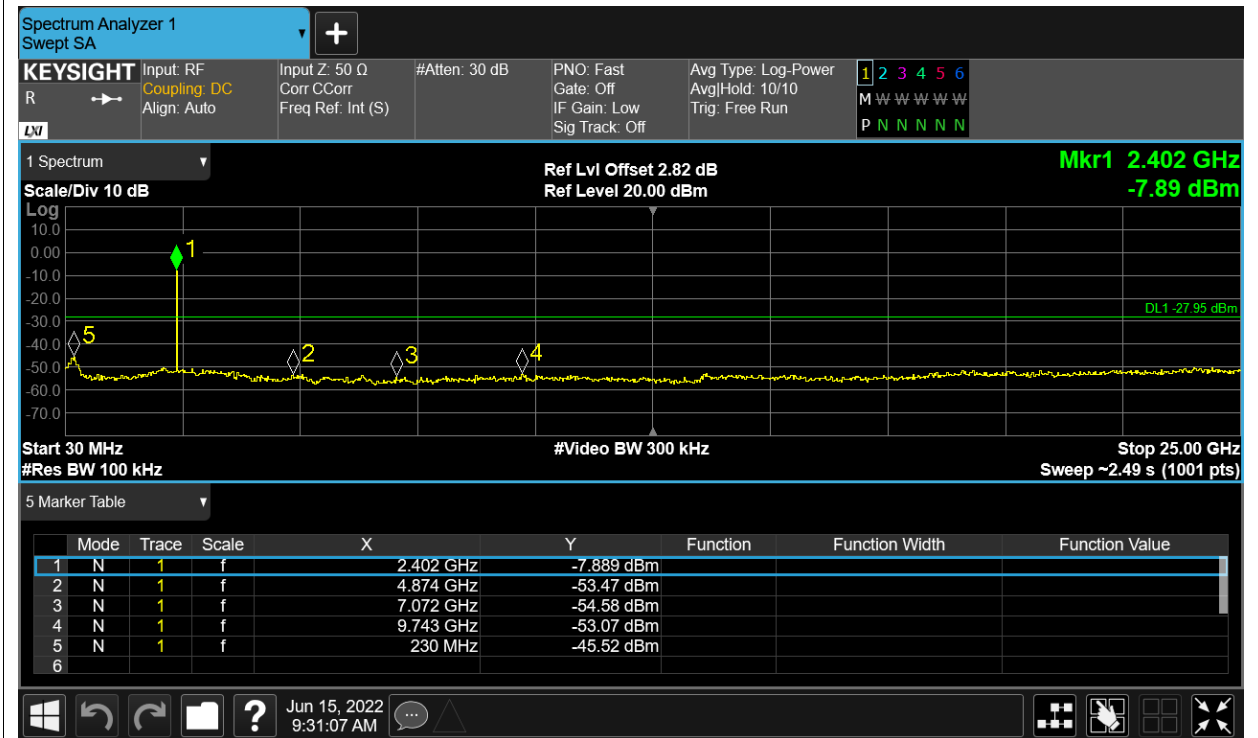 Spectrum Analyzer 1
Swept SA
KEYSIGHT
R
LXI
Input: RF
Coupling: DC
Align: Auto
Input Z: 50 Ω
Corr CCorr
Freq Ref: Int (S)
#Atten: 30 dB
PNO: Fast
Gate: Off
IF Gain: Low
Sig Track: Off
Avg Type: Log-Power
Avg|Hold: 10/10
Trig: Free Run
1 2 3 4 5 6
M W W W W W
P N N N N N
1 Spectrum
Scale/Div 10 dB
Ref Lvl Offset 2.82 dB
Ref Level 20.00 dBm
Mkr1 2.402 GHz
-7.89 dBm
Log
10.0
0.00
-10.0
-20.0
-30.0
-40.0
-50.0
-60.0
-70.0
1
5
2
3
4
DL1 -27.95 dBm
Start 30 MHz
#Video BW 300 kHz
Stop 25.00 GHz
#Res BW 100 kHz
Sweep ~2.49 s (1001 pts)
5 Marker Table
Mode Trace Scale X Y Function Function Width Function Value
1 N 1 f 2.402 GHz -7.889 dBm
2 N 1 f 4.874 GHz -53.47 dBm
3 N 1 f 7.072 GHz -54.58 dBm
4 N 1 f 9.743 GHz -53.07 dBm
5 N 1 f 230 MHz -45.52 dBm
6
?
Jun 15, 2022
9:31:07 AM